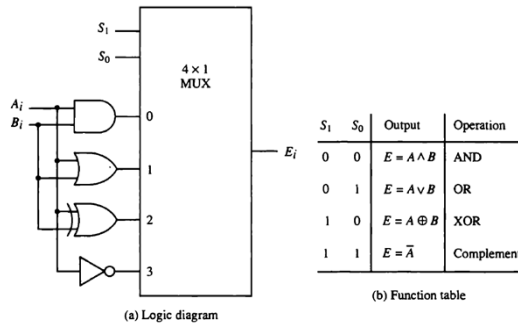 S₁
S₀
4 × 1
MUX
Aᵢ
Bᵢ
0
1
2
3
Eᵢ
(a) Logic diagram
S₁ S₀ Output Operation
0 0 E = A ∧ B AND
0 1 E = A ∨ B OR
1 0 E = A ⊕ B XOR
1 1 E = A̅ Complement
(b) Function table